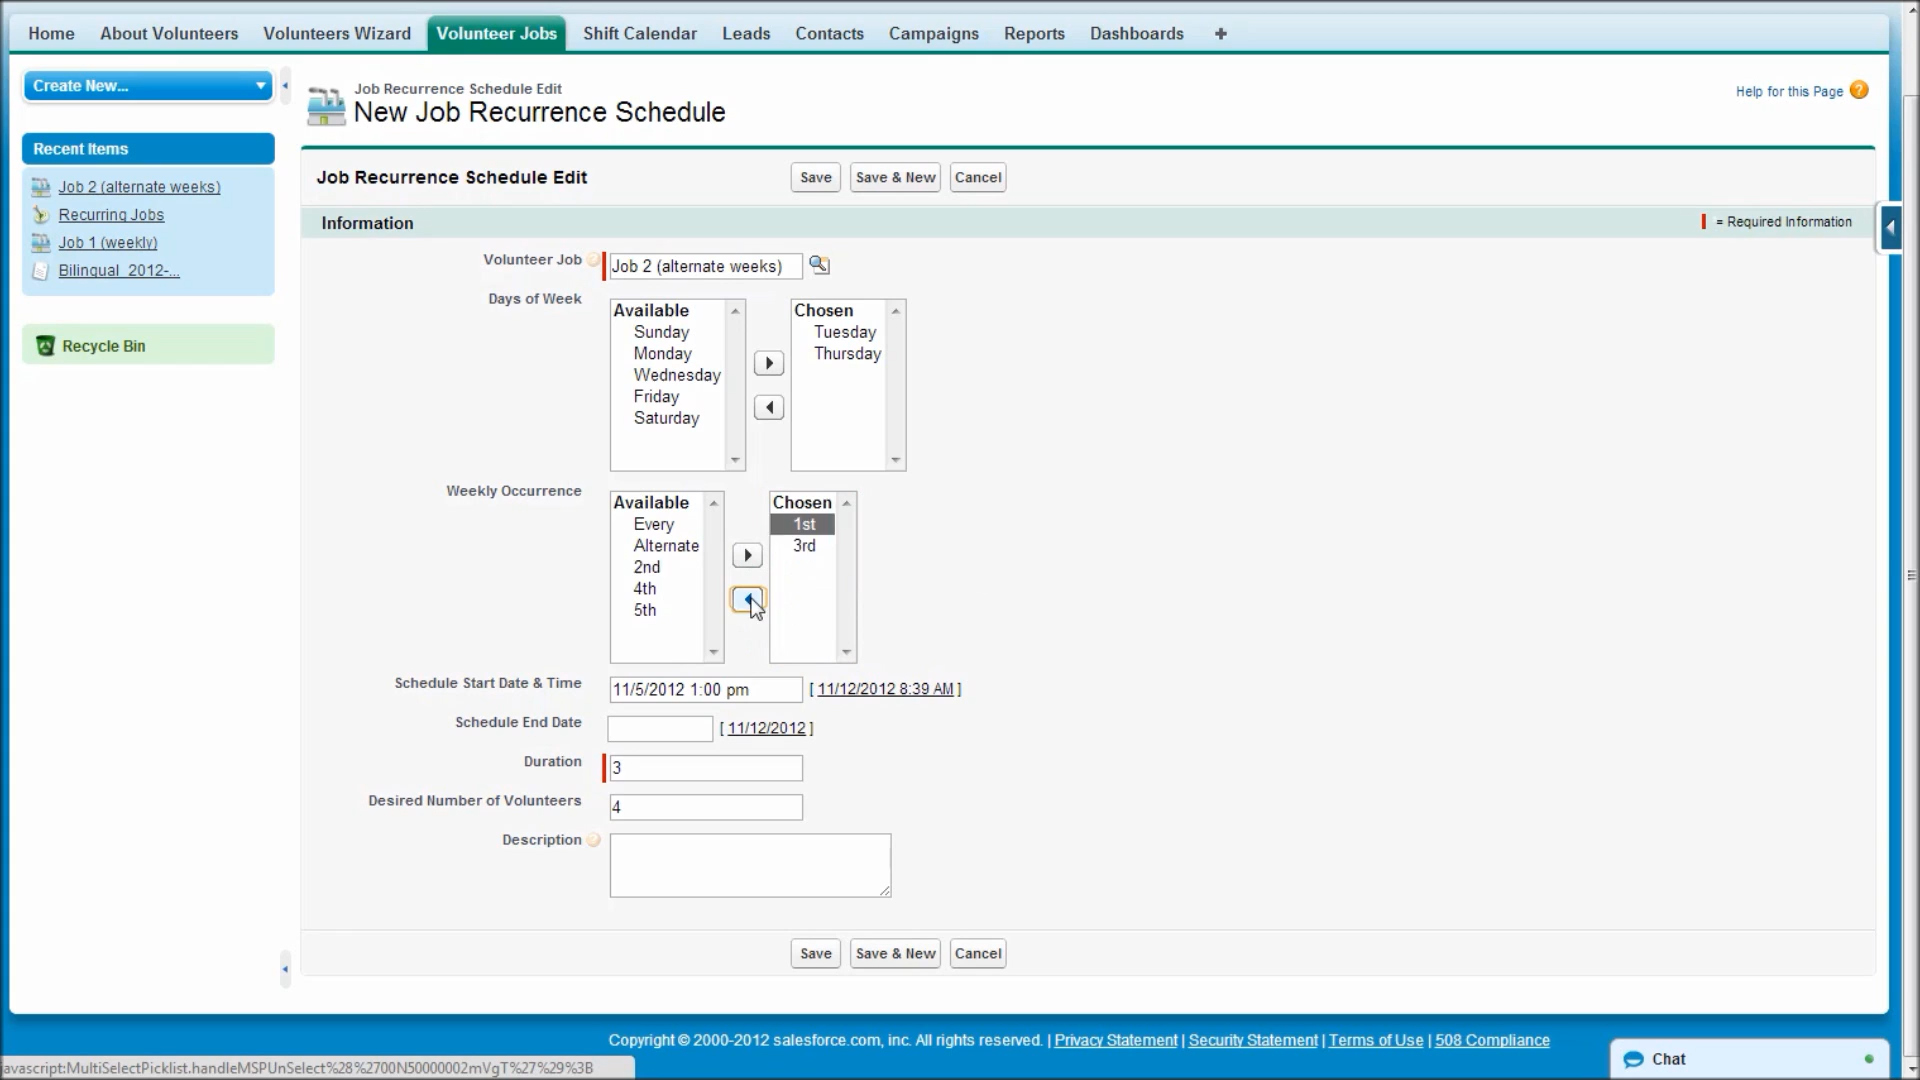 Home About Volunteers Volunteers Wizard Volunteer Jobs Shift Calendar Leads Contacts Campaigns Reports Dashboards +
Create New...
Job Recurrence Schedule Edit
New Job Recurrence Schedule
Help for this Page ?
Recent Items
Job 2 (alternate weeks)
Recurring Jobs
Job 1 (weekly)
Bilingual_2012-...
Recycle Bin
Job Recurrence Schedule Edit Save Save & New Cancel
Information = Required Information
Volunteer Job Job 2 (alternate weeks)
Days of Week
Available
Sunday
Monday
Wednesday
Friday
Saturday
Chosen
Tuesday
Thursday
Weekly Occurrence
Available
Every
Alternate
2nd
4th
5th
Chosen
1st
3rd
Schedule Start Date & Time 11/5/2012 1:00 pm [ 11/12/2012 8:39 AM ]
Schedule End Date [ 11/12/2012 ]
Duration 3
Desired Number of Volunteers 4
Description
Save Save & New Cancel
Copyright © 2000-2012 salesforce.com, inc. All rights reserved. | Privacy Statement | Security Statement | Terms of Use | 508 Compliance
javascript:MultiSelectPicklist.handleMSPUnSelect%28%2700N50000002mVgT%27%29%3B
Chat